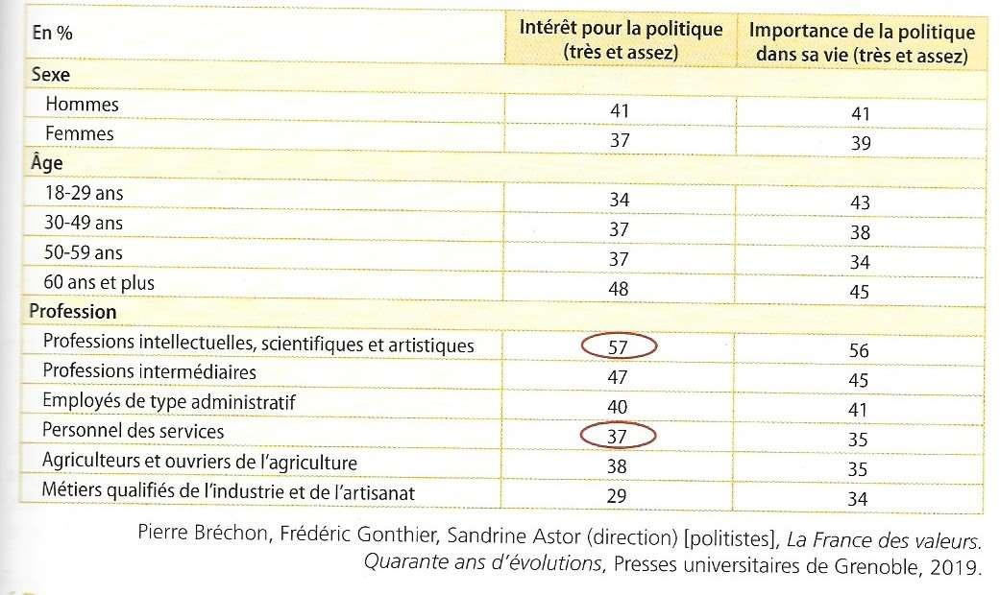 En % Intérêt pour la politique (très et assez) Importance de la politique dans sa vie (très et assez)
Sexe
Hommes 41 41
Femmes 37 39
Âge
18-29 ans 34 43
30-49 ans 37 38
50-59 ans 37 34
60 ans et plus 48 45
Profession
Professions intellectuelles, scientifiques et artistiques 57 56
Professions intermédiaires 47 45
Employés de type administratif 40 41
Personnel des services 37 35
Agriculteurs et ouvriers de l’agriculture 38 35
Métiers qualifiés de l’industrie et de l’artisanat 29 34
Pierre Bréchon, Frédéric Gonthier, Sandrine Astor (direction) [politistes], La France des valeurs.
Quarante ans d’évolutions, Presses universitaires de Grenoble, 2019.